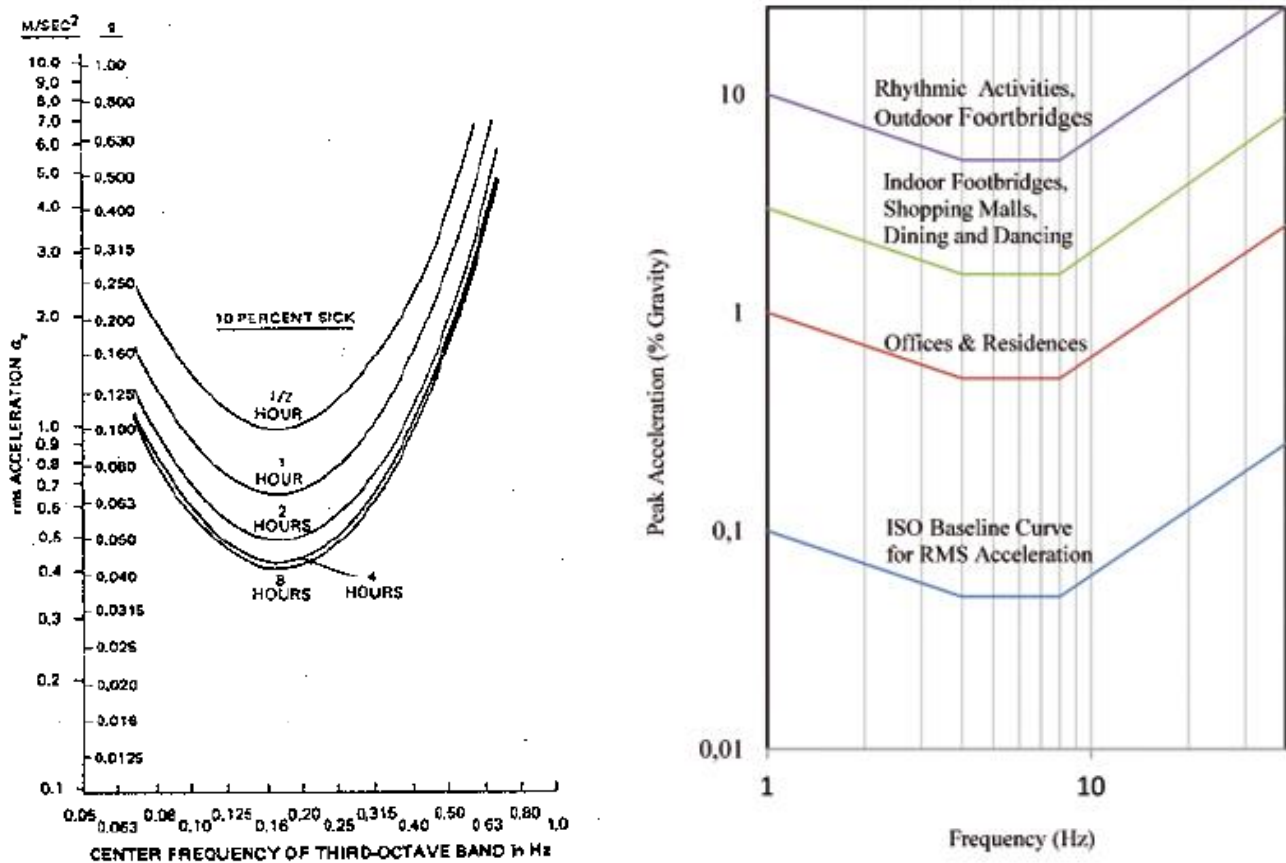 M/SEC² g
10.0 1.00
9.0
8.0 0.800
7.0
6.0 0.630
5.0 0.500
4.0 0.400
3.0 0.315
0.250
2.0 0.200
0.160
0.125
1.0 0.100
0.9
0.8 0.080
0.7
0.6 0.063
0.5 0.050
0.4 0.040
0.3 0.0315
0.025
0.2 0.020
0.016
0.0125
0.1
rms ACCELERATION
10 PERCENT SICK
1/2
HOUR
1
HOUR
2
HOURS
8
HOURS
4
HOURS
0.05 0.08 0.125 0.20 0.315 0.50 0.80
0.063 0.10 0.16 0.25 0.40 0.63 1.0
CENTER FREQUENCY OF THIRD-OCTAVE BAND in Hz
Peak Acceleration (% Gravity)
10
1
0,1
0,01
Rhythmic Activities,
Outdoor Foortbridges
Indoor Footbridges,
Shopping Malls,
Dining and Dancing
Offices & Residences
ISO Baseline Curve
for RMS Acceleration
1 10
Frequency (Hz)